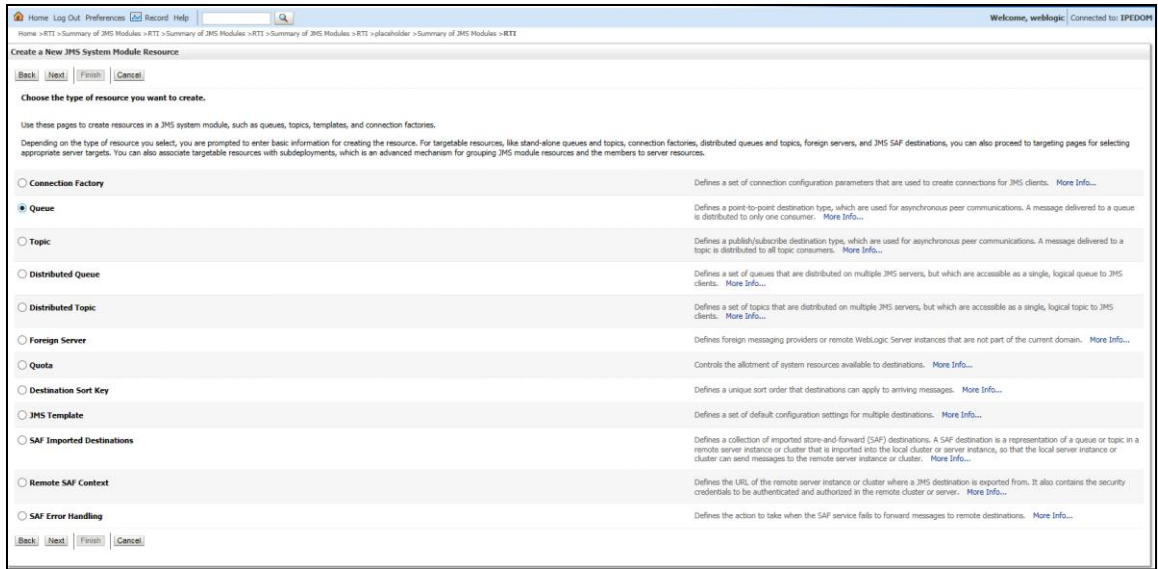 Home Log Out Preferences Record Help
Welcome, weblogic Connected to: IPEDOM
Home >RTI >Summary of JMS Modules >RTI >Summary of JMS Modules >RTI >Summary of JMS Modules >RTI >Summary of JMS Modules >RTI >placeholder >Summary of JMS Modules >RTI
Create a New JMS System Module Resource
Back Next Finish Cancel
Choose the type of resource you want to create.
Use these pages to create resources in a JMS system module, such as queues, topics, templates, and connection factories.
Depending on the type of resource you select, you are prompted to enter basic information for creating the resource. For targetable resources, like stand-alone queues and topics, connection factories, distributed queues and topics, foreign servers, and JMS SAF destinations, you can also proceed to targeting pages for selecting
appropriate server targets. You can also associate targetable resources with subdeployments, which is an advanced mechanism for grouping JMS module resources and the members to server resources.
Connection Factory
Defines a set of connection configuration parameters that are used to create connections for JMS clients. More Info...
Queue
Defines a point-to-point destination type, which are used for asynchronous peer communications. A message delivered to a queue
is distributed to only one consumer. More Info...
Topic
Defines a publish/subscribe destination type, which are used for asynchronous peer communications. A message delivered to a
topic is distributed to all topic consumers. More Info...
Distributed Queue
Defines a set of queues that are distributed on multiple JMS servers, but which are accessible as a single, logical queue to JMS
clients. More Info...
Distributed Topic
Defines a set of topics that are distributed on multiple JMS servers, but which are accessible as a single, logical topic to JMS
clients. More Info...
Foreign Server
Defines foreign messaging providers or remote WebLogic Server instances that are not part of the current domain. More Info...
Quota
Controls the allotment of system resources available to destinations. More Info...
Destination Sort Key
Defines a unique sort order that destinations can apply to arriving messages. More Info...
JMS Template
Defines a set of default configuration settings for multiple destinations. More Info...
SAF Imported Destinations
Defines a collection of imported store-and-forward (SAF) destinations. A SAF destination is a representation of a queue or topic in a
remote server instance or cluster that is imported into the local cluster or server instance, so that the local server instance or
cluster can send messages to the remote server instance or cluster. More Info...
Remote SAF Context
Defines the URL of the remote server instance or cluster where a JMS destination is exported from. It also contains the security
credentials to be authenticated and authorized in the remote cluster or server. More Info...
SAF Error Handling
Defines the action to take when the SAF service fails to forward messages to remote destinations. More Info...
Back Next Finish Cancel